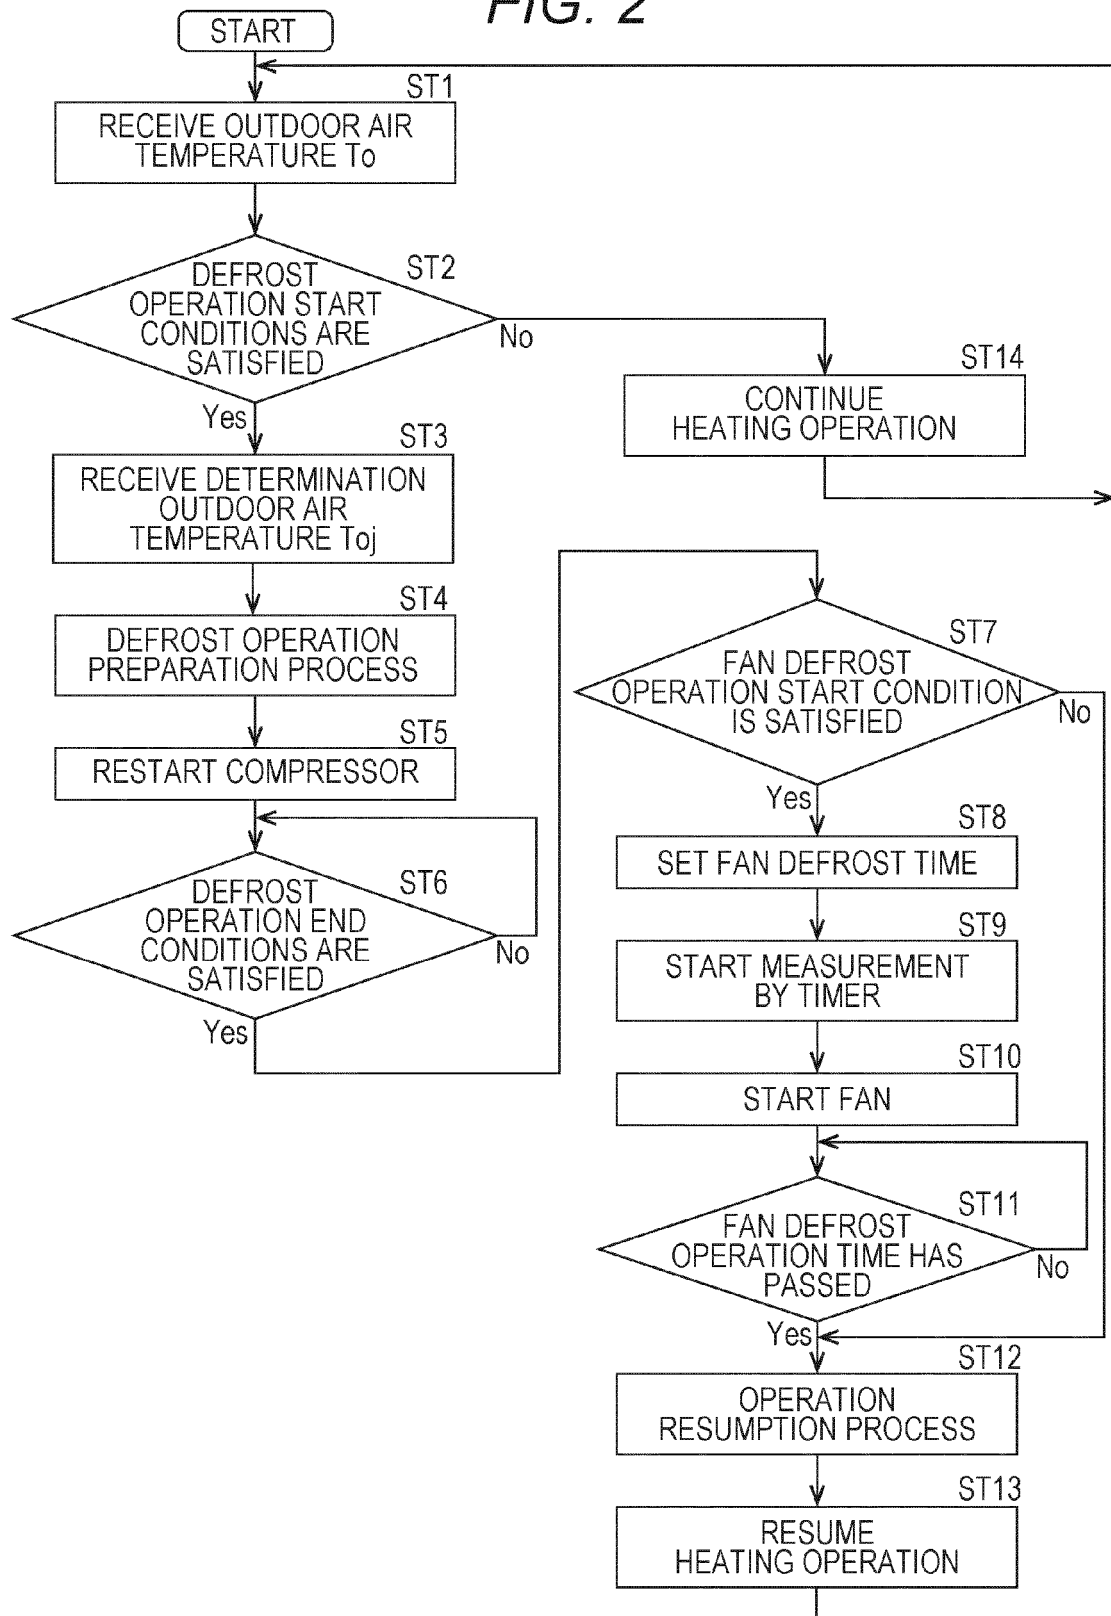 FIG. 2
START
ST1
RECEIVE OUTDOOR AIR
TEMPERATURE To
ST2
DEFROST
OPERATION START
CONDITIONS ARE
SATISFIED
No
Yes
ST14
CONTINUE
HEATING OPERATION
ST3
RECEIVE DETERMINATION
OUTDOOR AIR
TEMPERATURE Toj
ST4
DEFROST OPERATION
PREPARATION PROCESS
ST5
RESTART COMPRESSOR
ST6
DEFROST
OPERATION END
CONDITIONS ARE
SATISFIED
No
Yes
ST7
FAN DEFROST
OPERATION START CONDITION
IS SATISFIED
No
Yes
ST8
SET FAN DEFROST TIME
ST9
START MEASUREMENT
BY TIMER
ST10
START FAN
ST11
FAN DEFROST
OPERATION TIME HAS
PASSED
No
Yes
ST12
OPERATION
RESUMPTION PROCESS
ST13
RESUME
HEATING OPERATION